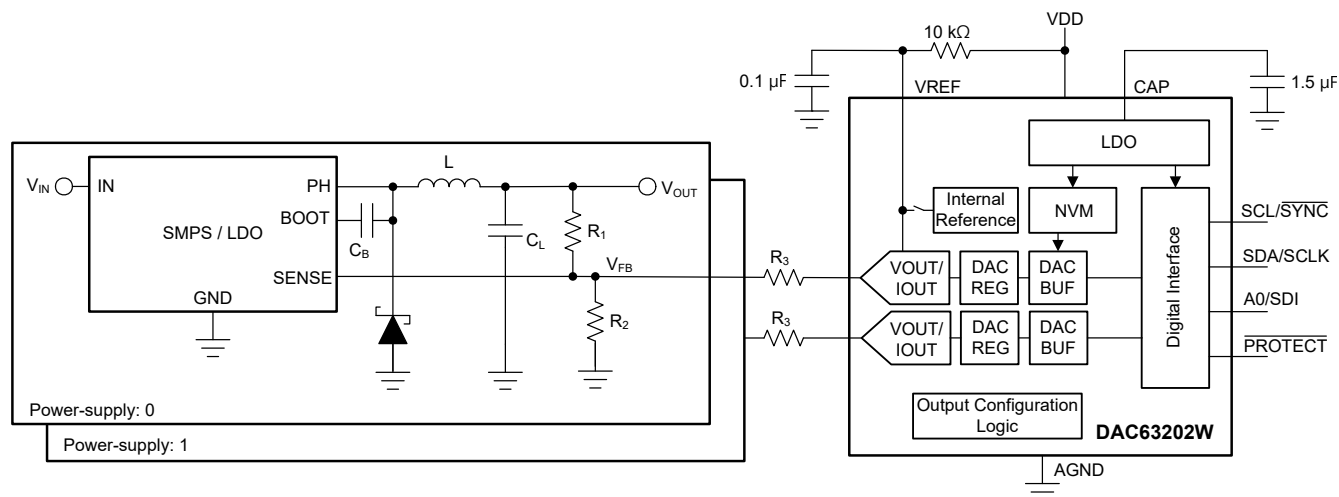 VDD
10 kΩ
0.1 µF
VREF
CAP
1.5 µF
LDO
Internal
Reference
NVM
SCL/SYNC
SDA/SCLK
A0/SDI
PROTECT
Digital Interface
VOUT/
IOUT
DAC
REG
DAC
BUF
VOUT/
IOUT
DAC
REG
DAC
BUF
Output Configuration
Logic
DAC63202W
AGND
R3
R3
VIN
IN
PH
BOOT
SMPS / LDO
SENSE
GND
L
CB
CL
R1
VOUT
VFB
R2
Power-supply: 0
Power-supply: 1